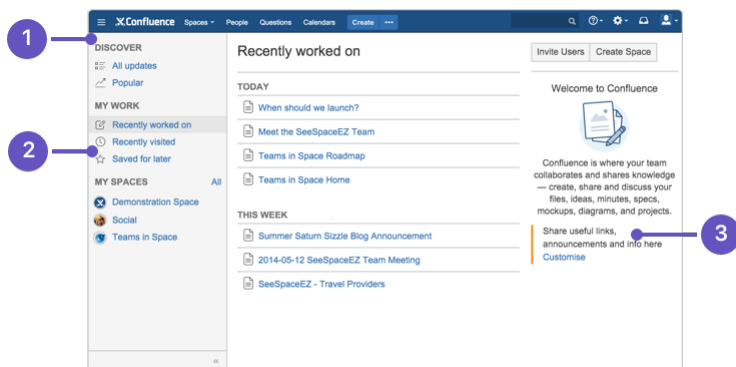 Confluence Spaces People Questions Calendars Create
1
DISCOVER
All updates
Popular
MY WORK
Recently worked on
2
Recently visited
Saved for later
MY SPACES All
Demonstration Space
Social
Teams in Space
Recently worked on
TODAY
When should we launch?
Meet the SeeSpaceEZ Team
Teams in Space Roadmap
Teams in Space Home
THIS WEEK
Summer Saturn Sizzle Blog Announcement
2014-05-12 SeeSpaceEZ Team Meeting
SeeSpaceEZ - Travel Providers
Invite Users Create Space
Welcome to Confluence
Confluence is where your team
collaborates and shares knowledge
— create, share and discuss your
files, ideas, minutes, specs,
mockups, diagrams, and projects.
Share useful links,
announcements and info here
3
Customise